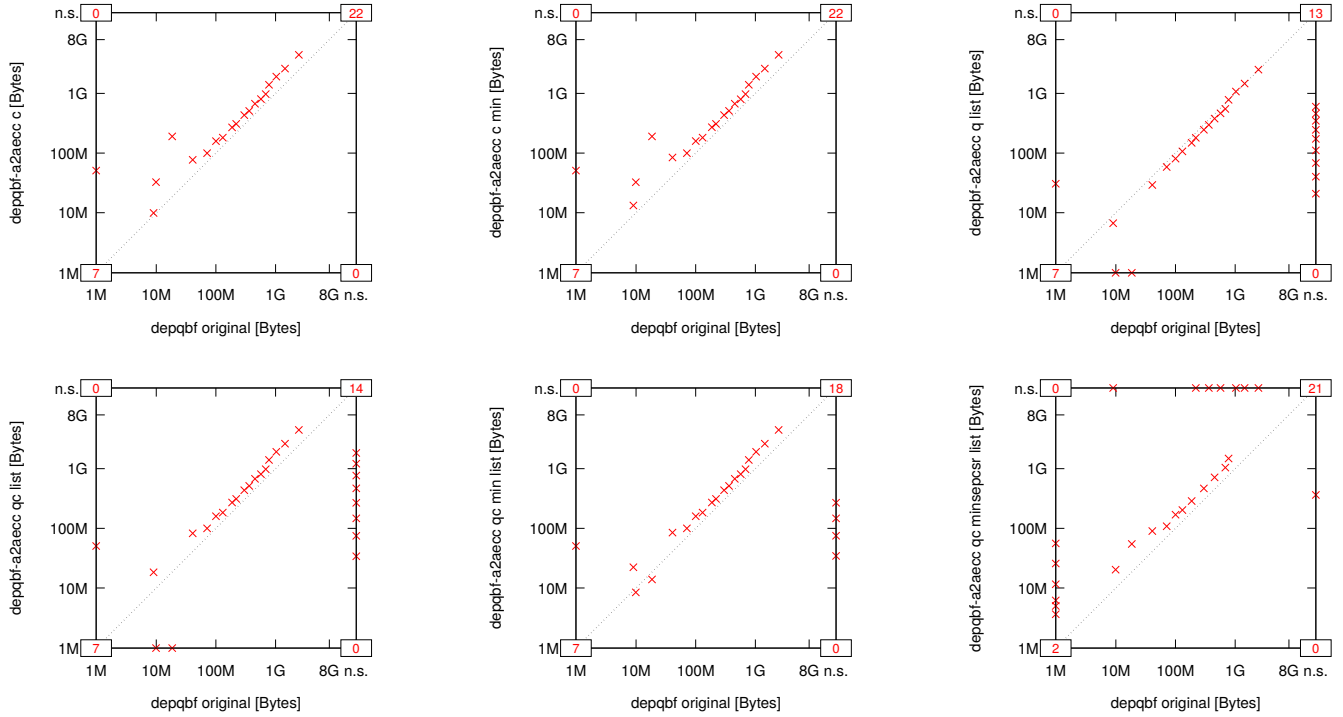 n.s. 0 22
8G
1G
100M
10M
1M 7 0
1M 10M 100M 1G 8G n.s.
depqbf original [Bytes]
depqbf-a2aecc c [Bytes]
n.s. 0 22
8G
1G
100M
10M
1M 7 0
1M 10M 100M 1G 8G n.s.
depqbf original [Bytes]
depqbf-a2aecc c min [Bytes]
n.s. 0 13
8G
1G
100M
10M
1M 7 0
1M 10M 100M 1G 8G n.s.
depqbf original [Bytes]
depqbf-a2aecc q list [Bytes]
n.s. 0 14
8G
1G
100M
10M
1M 7 0
1M 10M 100M 1G 8G n.s.
depqbf original [Bytes]
depqbf-a2aecc qc list [Bytes]
n.s. 0 18
8G
1G
100M
10M
1M 7 0
1M 10M 100M 1G 8G n.s.
depqbf original [Bytes]
depqbf-a2aecc qc min list [Bytes]
n.s. 0 21
8G
1G
100M
10M
1M 2 0
1M 10M 100M 1G 8G n.s.
depqbf original [Bytes]
depqbf-a2aecc qc minsepcsr list [Bytes]